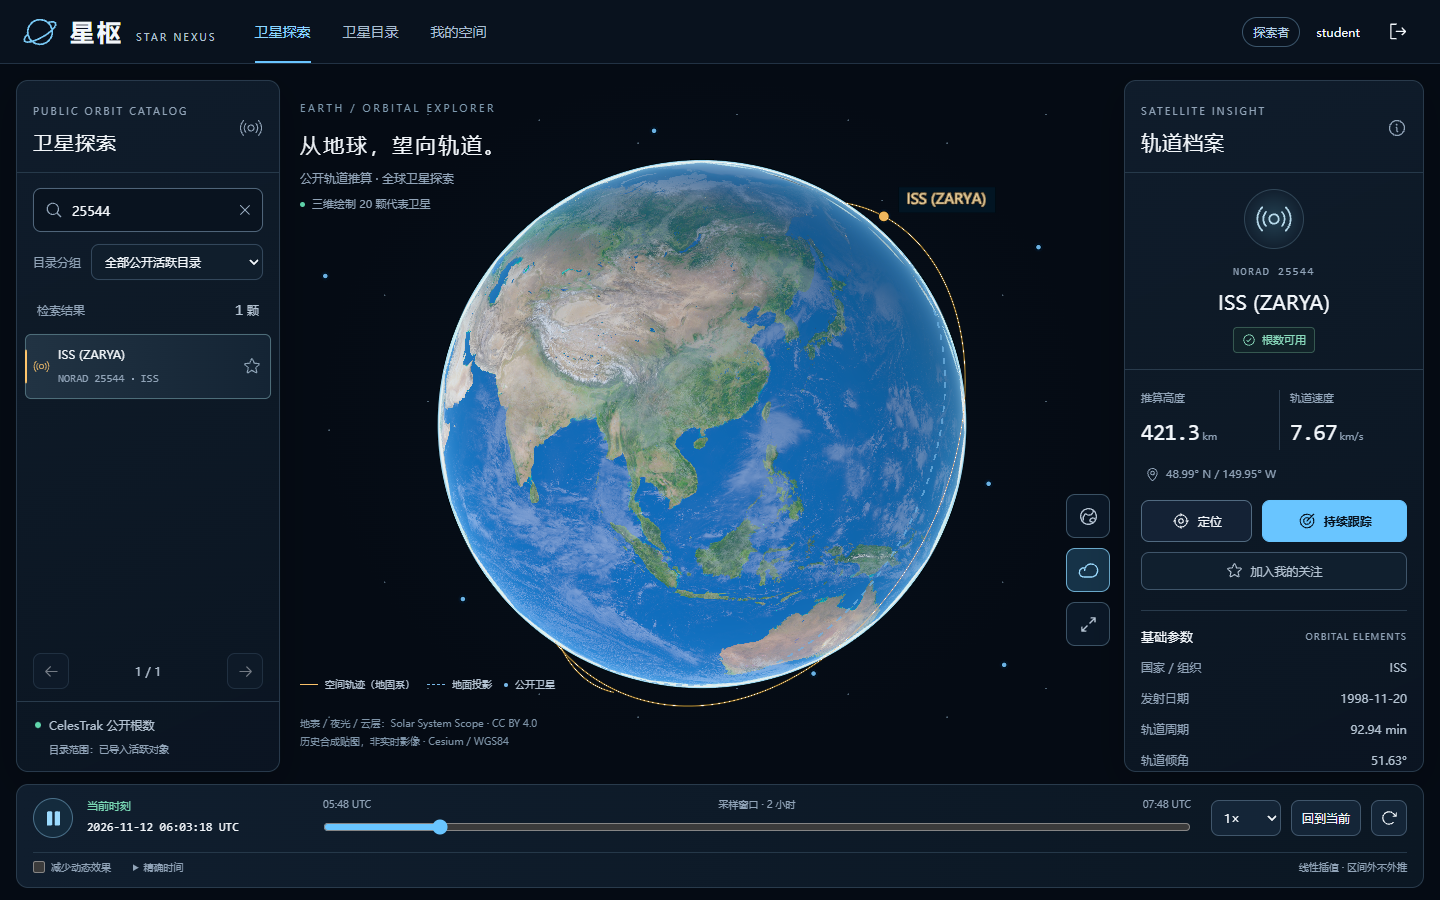 星枢 STAR NEXUS 卫星探索 卫星目录 我的空间 探索者 student
PUBLIC ORBIT CATALOG
卫星探索
25544
目录分组 全部公开活跃目录
检索结果 1 颗
ISS (ZARYA)
NORAD 25544 · ISS
1 / 1
CelesTrak 公开根数
目录范围：已导入活跃对象
EARTH / ORBITAL EXPLORER
从地球，望向轨道。
公开轨道推算 · 全球卫星探索
三维绘制 20 颗代表卫星
ISS (ZARYA)
空间轨迹（地固系） 地面投影 公开卫星
地表 / 夜光 / 云层：Solar System Scope · CC BY 4.0
历史合成贴图，非实时影像 · Cesium / WGS84
SATELLITE INSIGHT
轨道档案
NORAD 25544
ISS (ZARYA)
根数可用
推算高度 轨道速度
421.3 km 7.67 km/s
48.99° N / 149.95° W
定位 持续跟踪
加入我的关注
基础参数 ORBITAL ELEMENTS
国家 / 组织 ISS
发射日期 1998-11-20
轨道周期 92.94 min
轨道倾角 51.63°
当前时刻
2026-11-12 06:03:18 UTC
05:48 UTC 采样窗口 · 2 小时 07:48 UTC
1× 回到当前
减少动态效果 精确时间 线性插值 · 区间外不外推